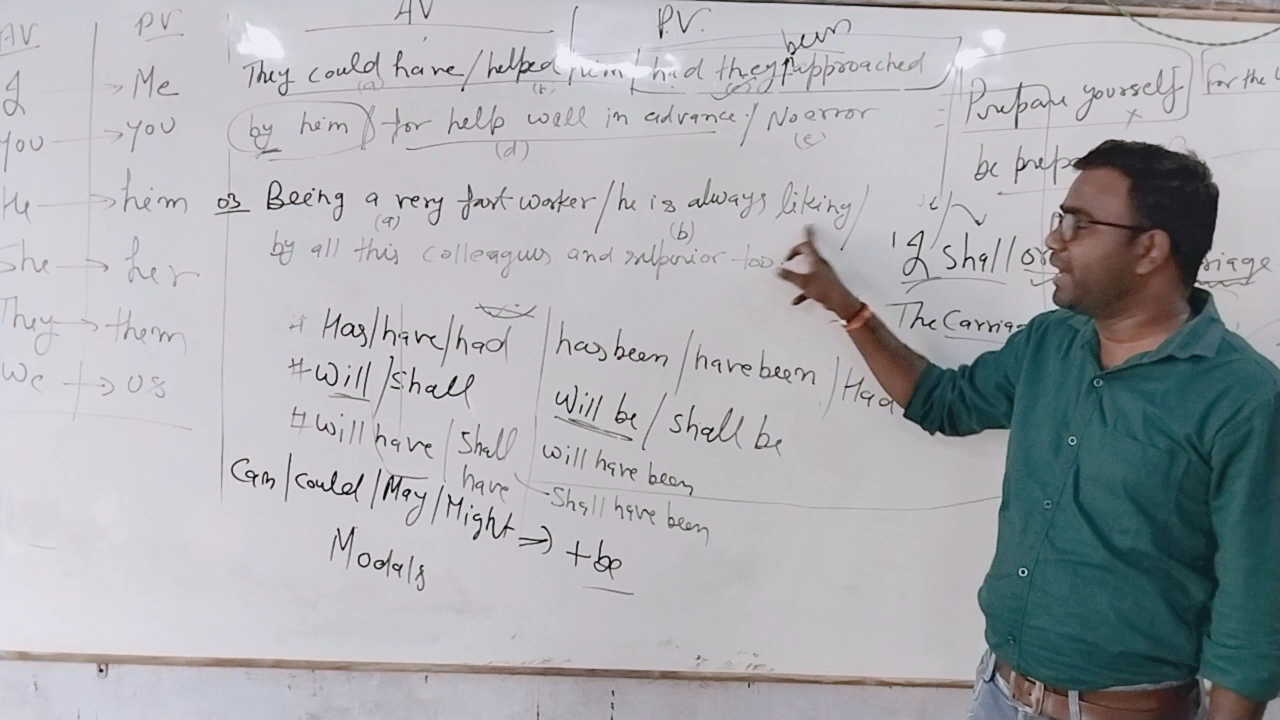 AV | PV
I → Me
You → you
He → him
She → her
They → them
We → us
AV | P.V.
been
They could have / helped / him / had they approached
(a) (b) (c)
by him / for help well in advance / No error
(d) (e)
03 Being a very fast worker / he is always liking /
(a) (b)
by all this colleagues and superior too
# Has/have/had | has been / have been / Had
# will / shall | will be / shall be
# will have / Shall have | will have been
Shall have been
Can / could / May / Might ⇒ + be
Modals
Prepare yourself
x
be
For the
I shall
The